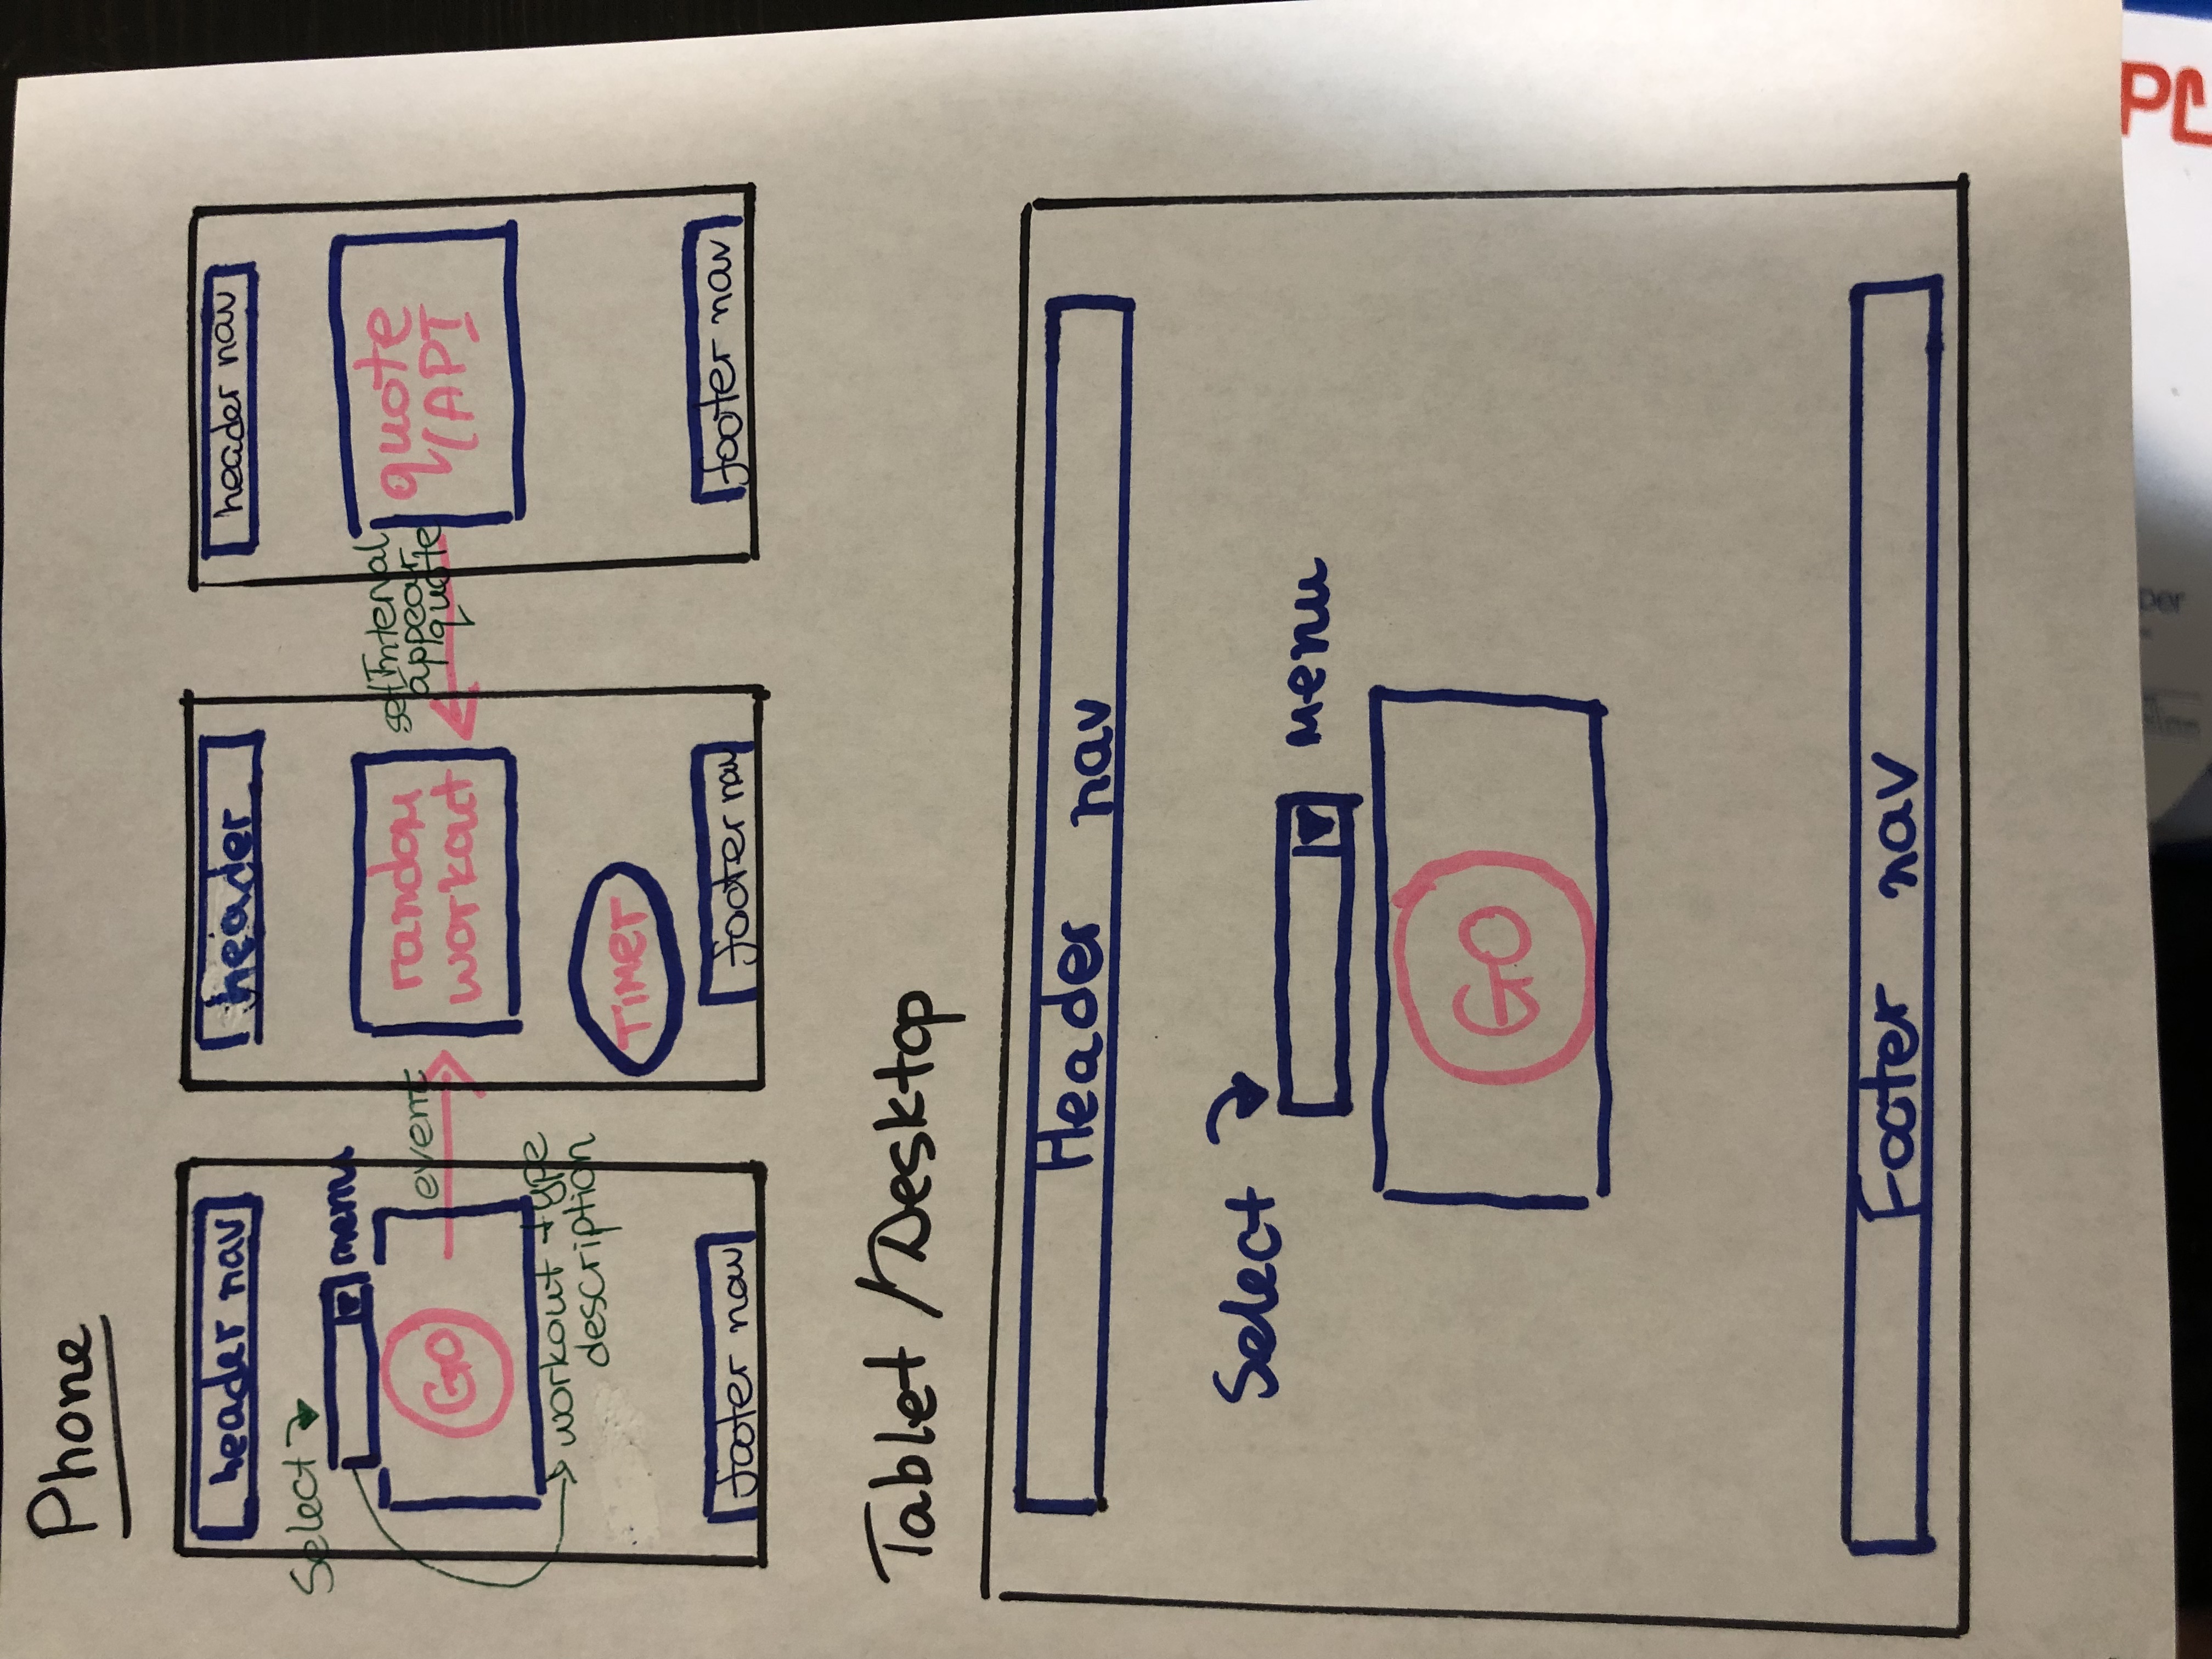 Phone
header nav
Select
menu
GO
workout type
description
footer nav
event
header
random
workout
TIMER
footer nav
setInterval
appear
quote
header nav
quote
API
footer nav
Tablet / Desktop
Header nav
Select
Menu
GO
Footer nav